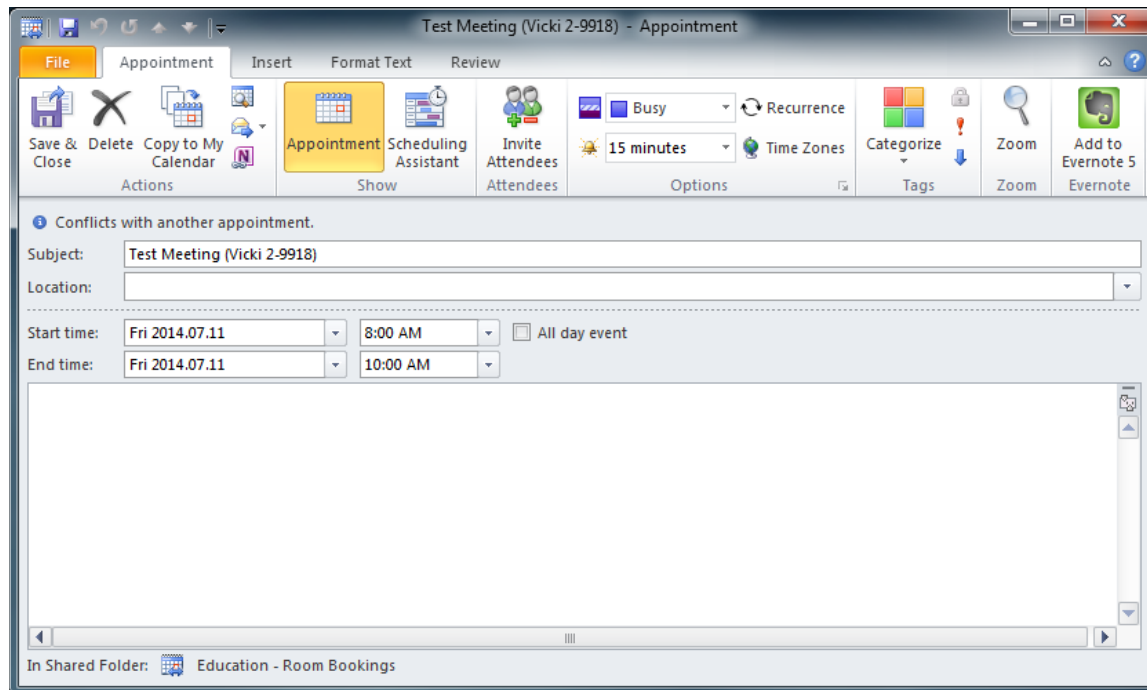 Test Meeting (Vicki 2-9918) - Appointment
File Appointment Insert Format Text Review
Save & Close Delete Copy to My Calendar Appointment Scheduling Assistant Invite Attendees Busy Recurrence Categorize Zoom Add to Evernote 5
15 minutes Time Zones
Actions Show Attendees Options Tags Zoom Evernote
Conflicts with another appointment.
Subject: Test Meeting (Vicki 2-9918)
Location:
Start time: Fri 2014.07.11 8:00 AM All day event
End time: Fri 2014.07.11 10:00 AM
In Shared Folder: Education - Room Bookings